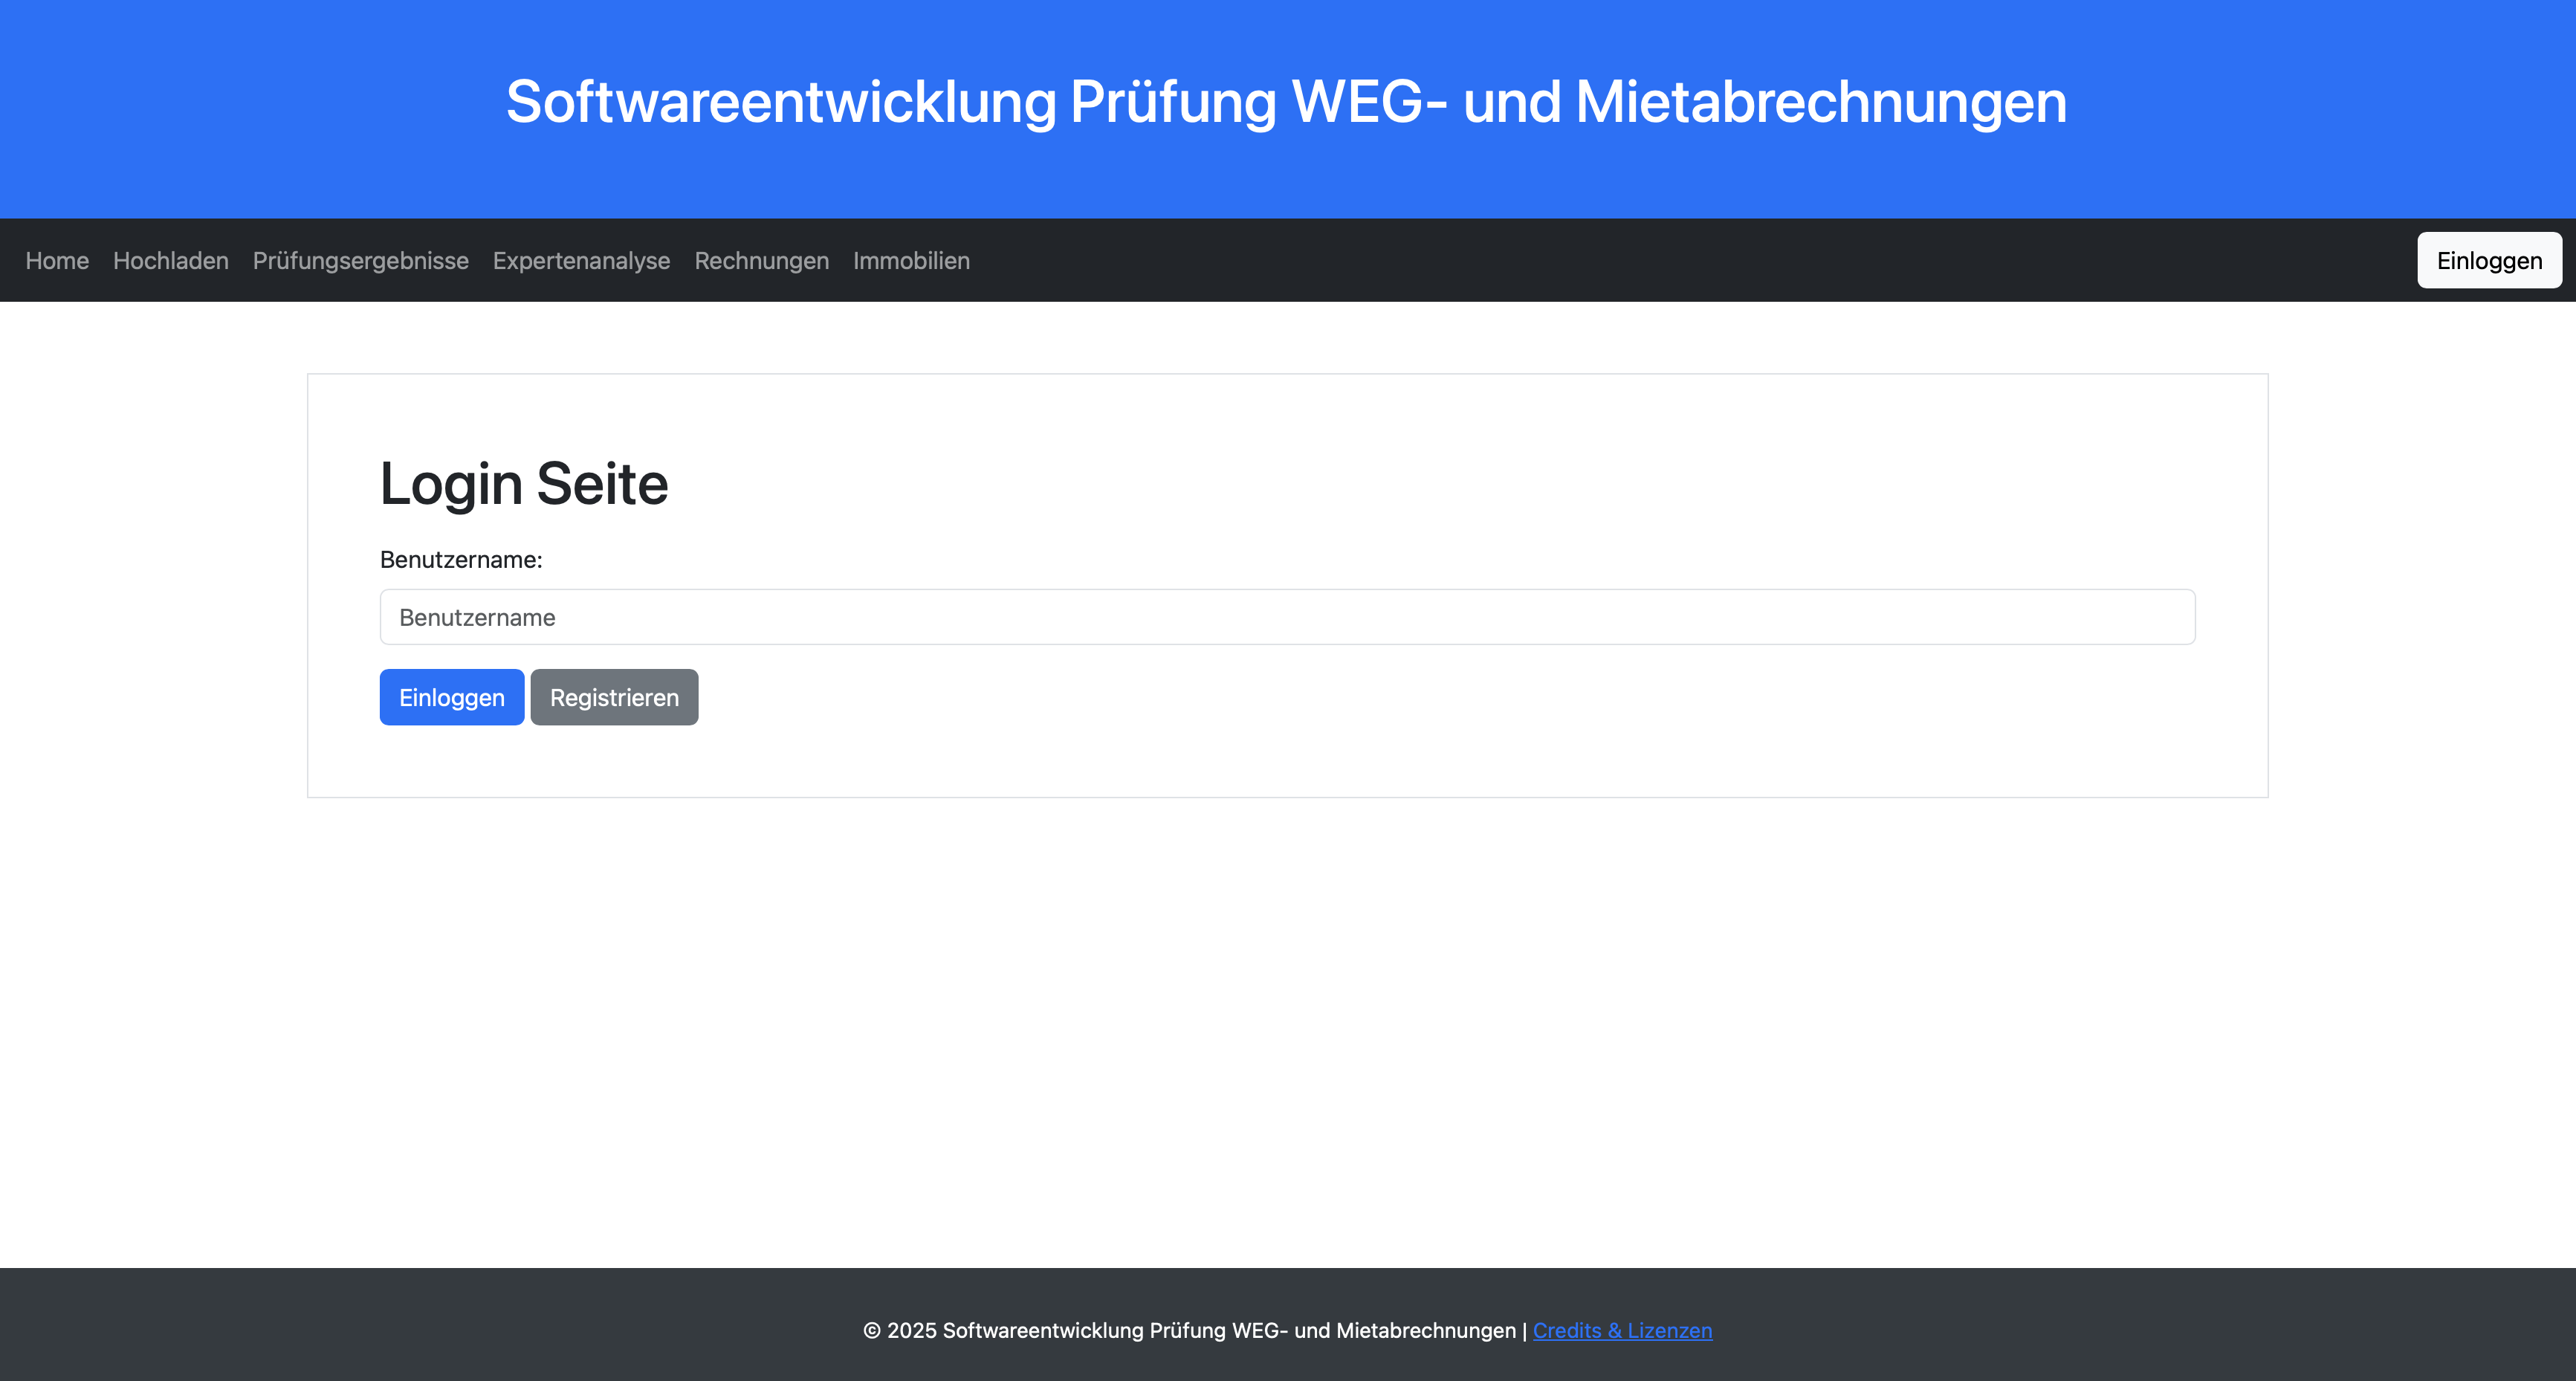 Softwareentwicklung Prüfung WEG- und Mietabrechnungen
Home Hochladen Prüfungsergebnisse Expertenanalyse Rechnungen Immobilien Einloggen
Login Seite
Benutzername:
Benutzername
Einloggen Registrieren
© 2025 Softwareentwicklung Prüfung WEG- und Mietabrechnungen | Credits & Lizenzen